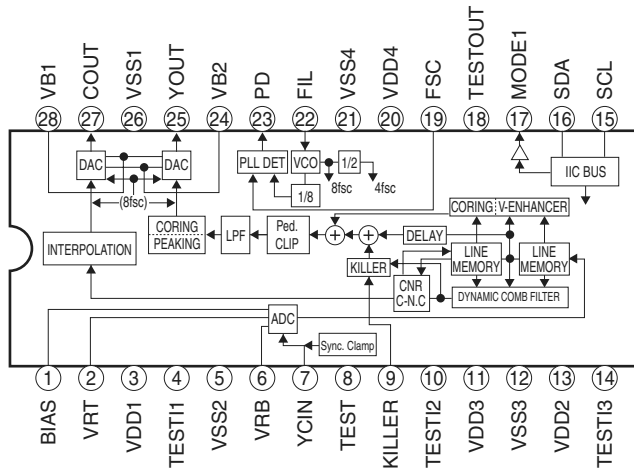 VB1
COUT
VSS1
YOUT
VB2
PD
FIL
VSS4
VDD4
FSC
TESTOUT
MODE1
SDA
SCL
28
27
26
25
24
23
22
21
20
19
18
17
16
15
DAC
DAC
PLL DET
VCO
1/2
IIC BUS
8fsc
4fsc
1/8
(8fsc)
CORING
V-ENHANCER
INTERPOLATION
CORING
PEAKING
LPF
Ped.
CLIP
+
+
DELAY
LINE
MEMORY
LINE
MEMORY
KILLER
CNR
C-N.C
DYNAMIC COMB FILTER
ADC
Sync. Clamp
1
2
3
4
5
6
7
8
9
10
11
12
13
14
BIAS
VRT
VDD1
TESTI1
VSS2
VRB
YCIN
TEST
KILLER
TESTI2
VDD3
VSS3
VDD2
TESTI3